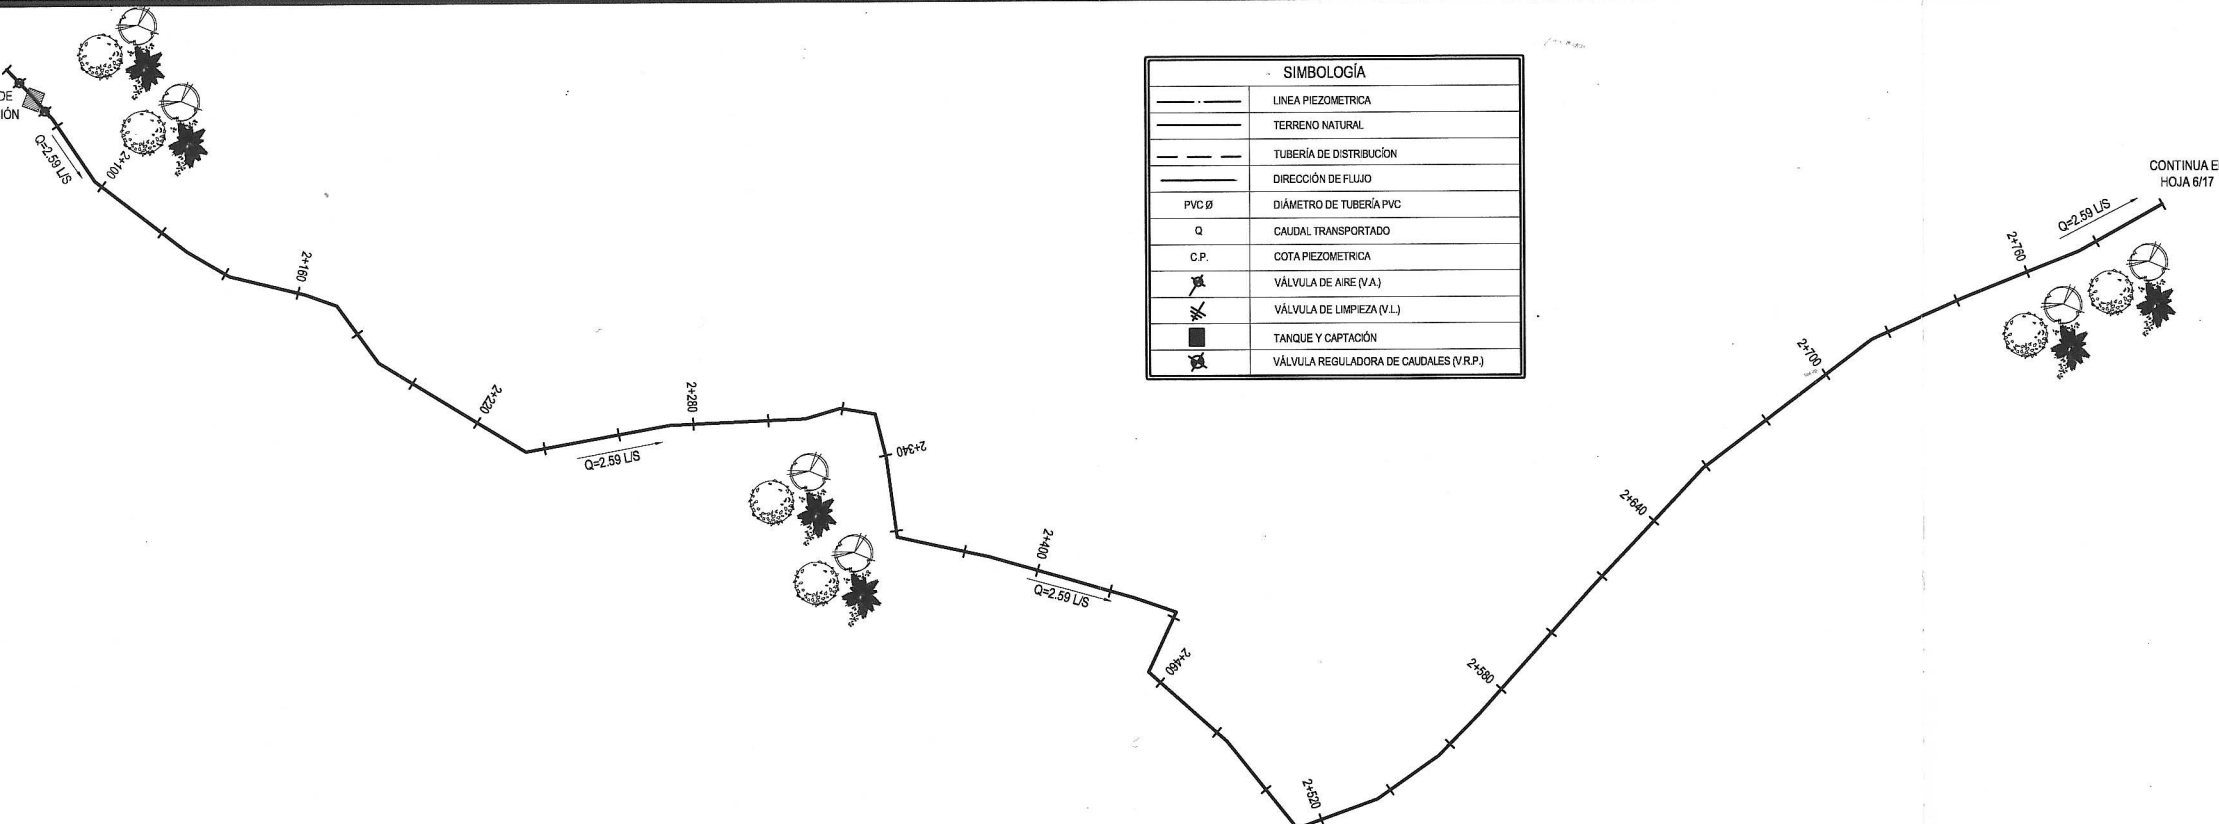 DE
IÓN
Q=2.59 L/S
2+100
2+160
2+220
2+280
Q=2.59 L/S
2+340
2+400
Q=2.59 L/S
2+460
2+520
2+580
2+640
2+700
2+760
Q=2.59 L/S
CONTINUA E
HOJA 6/17
SIMBOLOGÍA
LINEA PIEZOMETRICA
TERRENO NATURAL
TUBERÍA DE DISTRIBUCÍON
DIRECCIÓN DE FLUJO
PVC Ø DIÁMETRO DE TUBERÍA PVC
Q CAUDAL TRANSPORTADO
C.P. COTA PIEZOMETRICA
VÁLVULA DE AIRE (V.A.)
VÁLVULA DE LIMPIEZA (V.L.)
TANQUE Y CAPTACIÓN
VÁLVULA REGULADORA DE CAUDALES (V.R.P.)